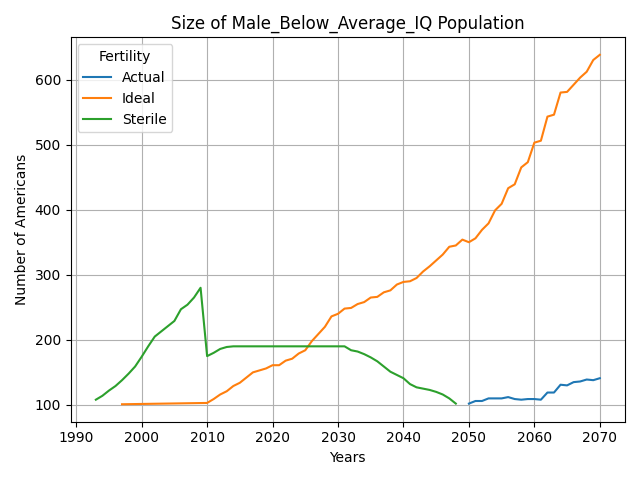 Size of Male_Below_Average_IQ Population
Fertility
Actual
Ideal
Sterile
Number of Americans
600
500
400
300
200
100
1990 2000 2010 2020 2030 2040 2050 2060 2070
Years